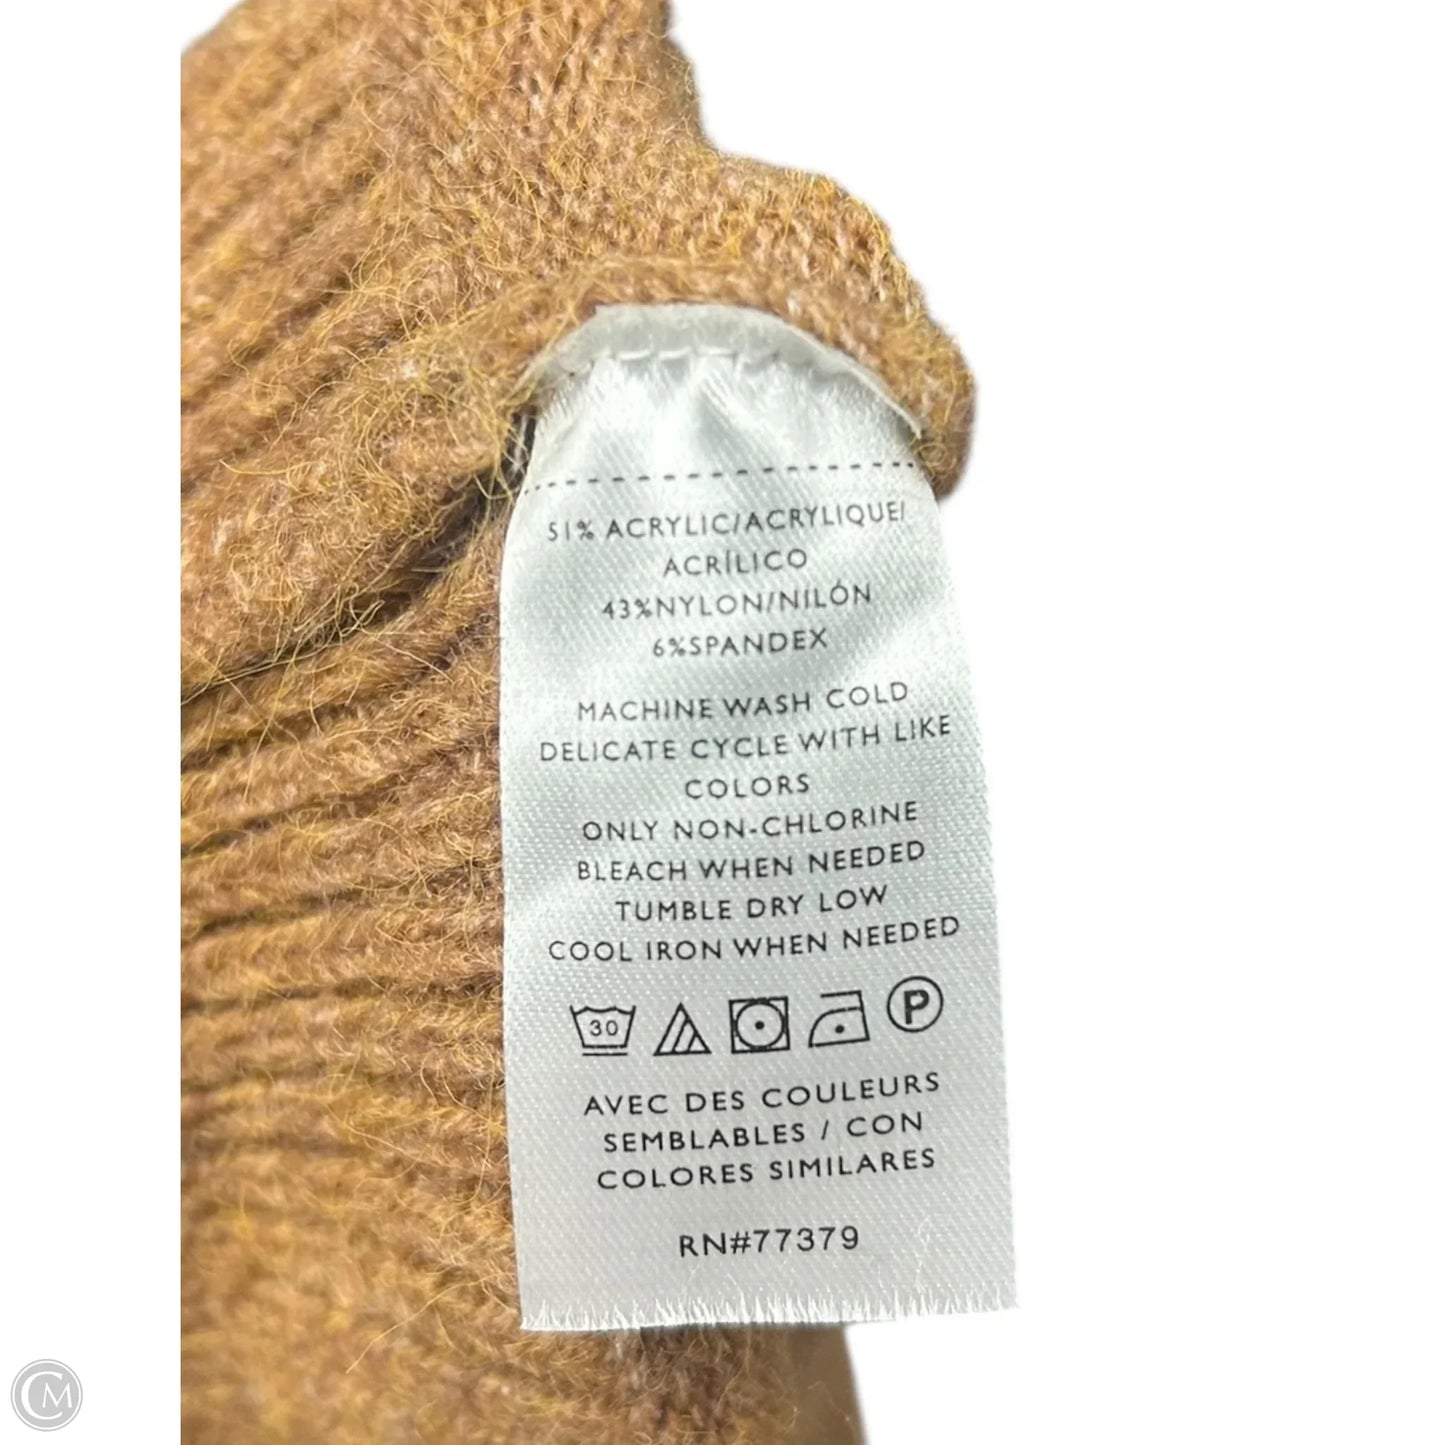 51% ACRYLIC/ACRYLIQUE/
ACRÍLICO
43%NYLON/NILÓN
6%SPANDEX
MACHINE WASH COLD
DELICATE CYCLE WITH LIKE
COLORS
ONLY NON-CHLORINE
BLEACH WHEN NEEDED
TUMBLE DRY LOW
COOL IRON WHEN NEEDED
30 P
AVEC DES COULEURS
SEMBLABLES / CON
COLORES SIMILARES
RN#77379
CM